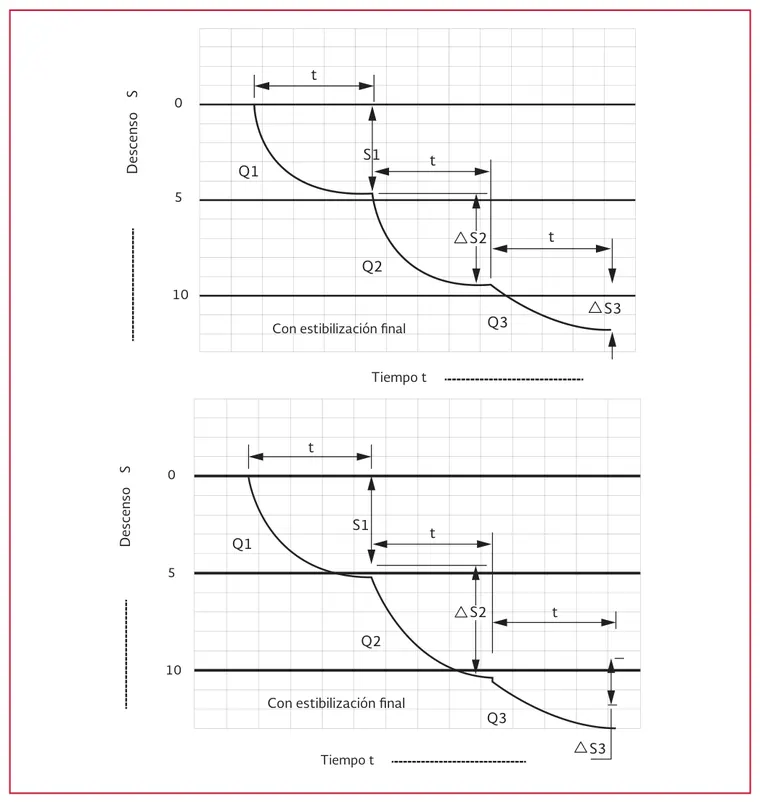 t
0
Descenso S
S1
t
Q1
5
△S2
t
Q2
10
△S3
Q3
Con estibilización final
Tiempo t
t
0
Descenso S
S1
t
Q1
5
△S2
t
Q2
10
Con estibilización final
Q3
△S3
Tiempo t